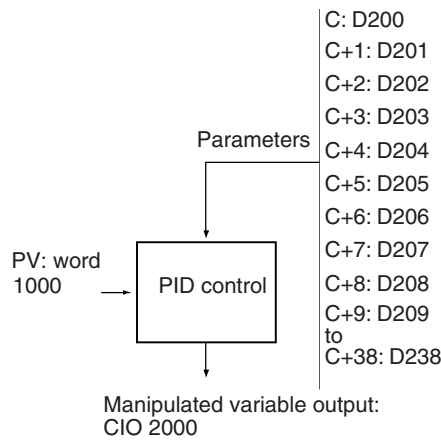 C: D200
C+1: D201
C+2: D202
C+3: D203
C+4: D204
C+5: D205
C+6: D206
C+7: D207
C+8: D208
C+9: D209
to
C+38: D238
Parameters
PV: word
1000
PID control
Manipulated variable output:
CIO 2000